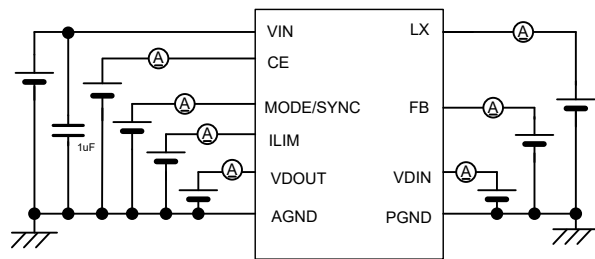 VIN
LX
CE
A
A
MODE/SYNC
A
FB
A
ILIM
A
1uF
VDOUT
A
VDIN
A
AGND
PGND